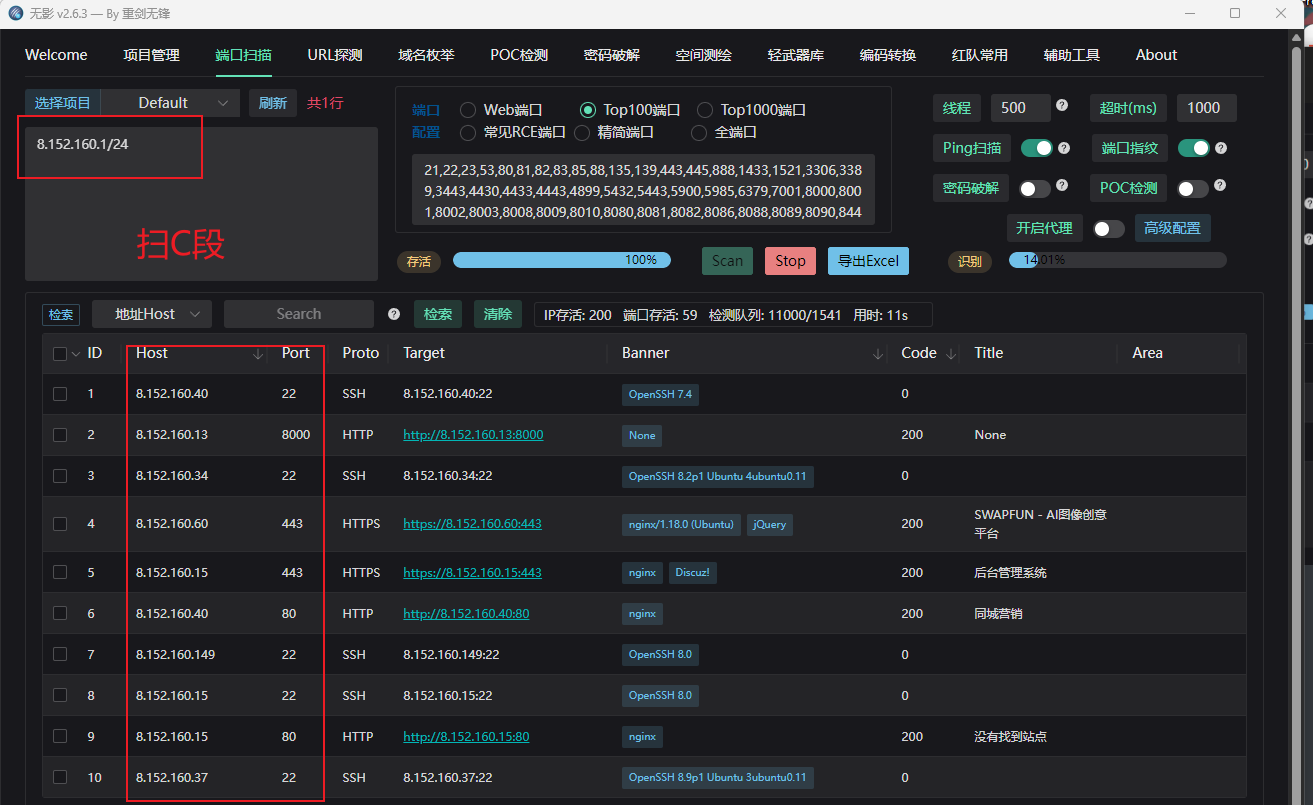 无影 v2.6.3 — By 重剑无锋
Welcome 项目管理 端口扫描 URL探测 域名枚举 POC检测 密码破解 空间测绘 轻武器库 编码转换 红队常用 辅助工具 About
选择项目 Default 刷新 共1行
8.152.160.1/24
扫C段
端口 Web端口 Top100端口 Top1000端口
配置 常见RCE端口 精简端口 全端口
21,22,23,53,80,81,82,83,85,88,135,139,443,445,888,1433,1521,3306,338
9,3443,4430,4433,4443,4899,5432,5443,5900,5985,6379,7001,8000,800
1,8002,8003,8008,8009,8010,8080,8081,8082,8086,8088,8089,8090,844
线程 500 ? 超时(ms) 1000
Ping扫描 ? 端口指纹 ?
密码破解 ? POC检测 ?
开启代理 高级配置
存活 100% Scan Stop 导出Excel 识别 14.01%
检索 地址Host Search ? 检索 清除 IP存活: 200 端口存活: 59 检测队列: 11000/1541 用时: 11s
ID Host Port Proto Target Banner Code Title Area
1 8.152.160.40 22 SSH 8.152.160.40:22 OpenSSH 7.4 0
2 8.152.160.13 8000 HTTP http://8.152.160.13:8000 None 200 None
3 8.152.160.34 22 SSH 8.152.160.34:22 OpenSSH 8.2p1 Ubuntu 4ubuntu0.11 0
4 8.152.160.60 443 HTTPS https://8.152.160.60:443 nginx/1.18.0 (Ubuntu) jQuery 200 SWAPFUN - AI图像创意
平台
5 8.152.160.15 443 HTTPS https://8.152.160.15:443 nginx Discuz! 200 后台管理系统
6 8.152.160.40 80 HTTP http://8.152.160.40:80 nginx 200 同城营销
7 8.152.160.149 22 SSH 8.152.160.149:22 OpenSSH 8.0 0
8 8.152.160.15 22 SSH 8.152.160.15:22 OpenSSH 8.0 0
9 8.152.160.15 80 HTTP http://8.152.160.15:80 nginx 200 没有找到站点
10 8.152.160.37 22 SSH 8.152.160.37:22 OpenSSH 8.9p1 Ubuntu 3ubuntu0.11 0